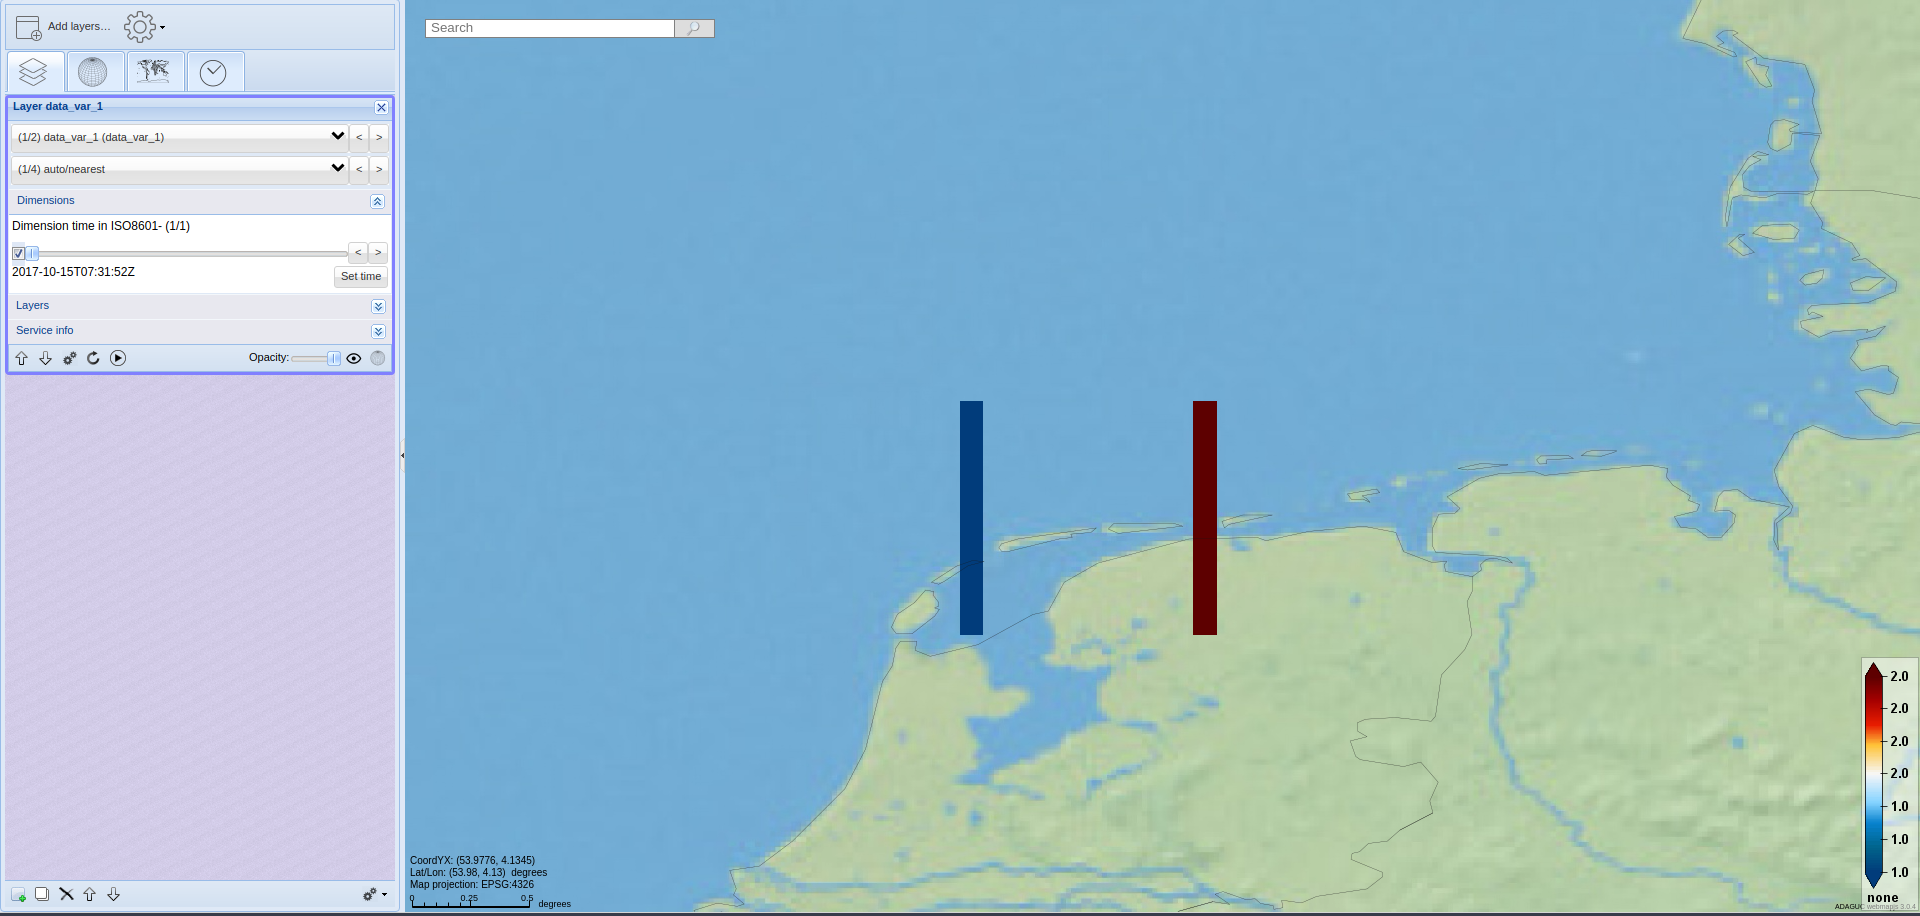 Add layers...
Search
Layer data_var_1
(1/2) data_var_1 (data_var_1)
< >
(1/4) auto/nearest
< >
Dimensions
Dimension time in ISO8601- (1/1)
< >
2017-10-15T07:31:52Z
Set time
Layers
Service info
Opacity:
CoordYX: (53.9776, 4.1345)
Lat/Lon: (53.98, 4.13) degrees
Map projection: EPSG:4326
0 0.25 0.5 degrees
2.0
2.0
2.0
2.0
1.0
1.0
1.0
none
ADAGUC webmapjs 3.0.4